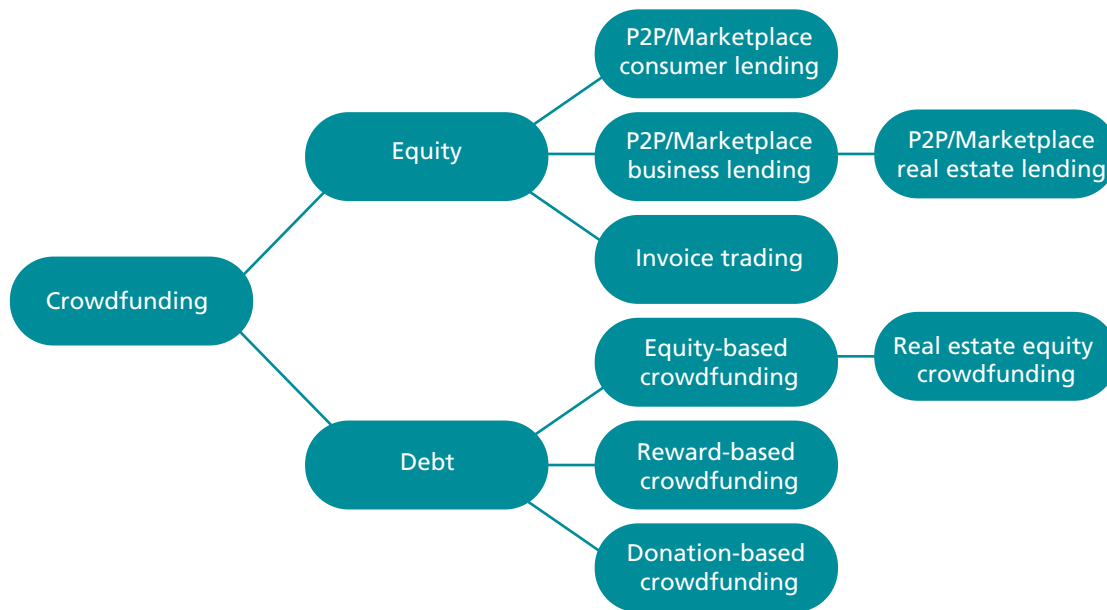 P2P/Marketplace
consumer lending
Equity
P2P/Marketplace
business lending
P2P/Marketplace
real estate lending
Invoice trading
Crowdfunding
Equity-based
crowdfunding
Real estate equity
crowdfunding
Debt
Reward-based
crowdfunding
Donation-based
crowdfunding